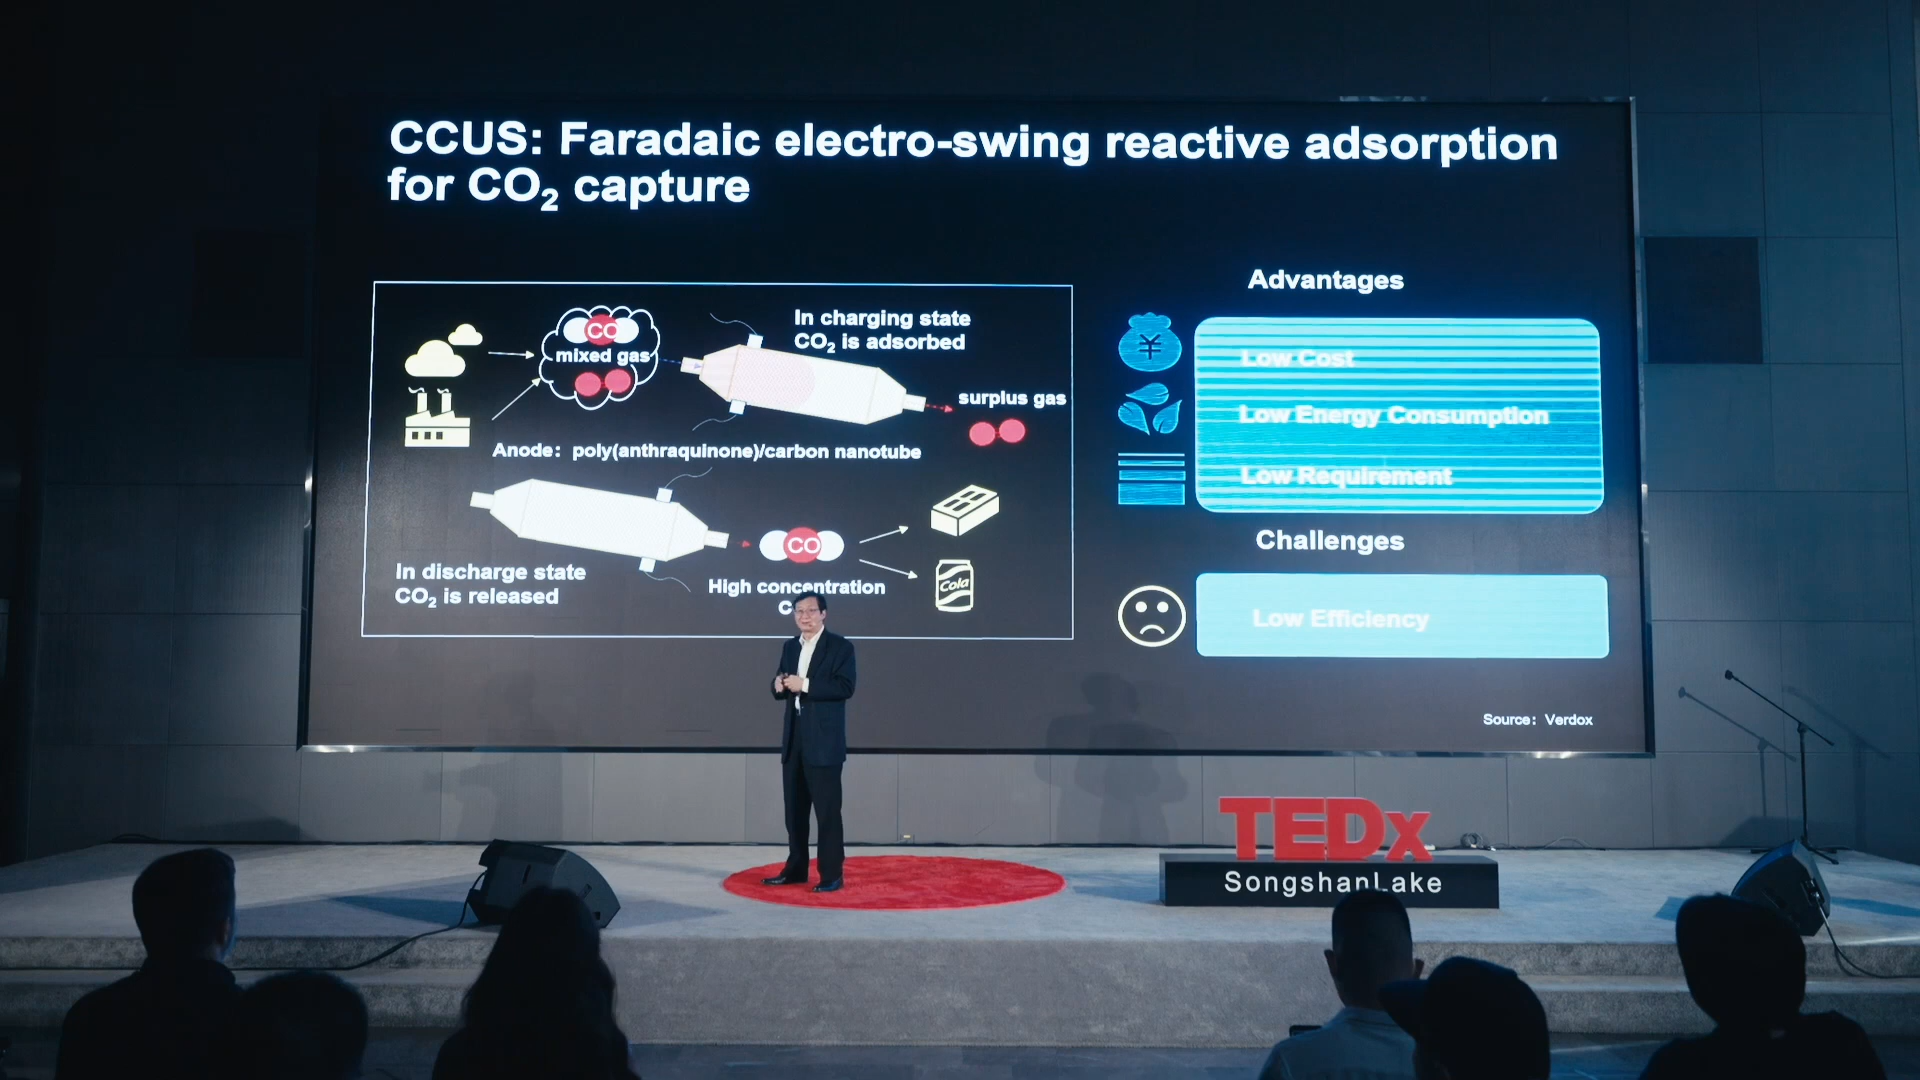 CCUS: Faradaic electro-swing reactive adsorption
for CO₂ capture
CO
mixed gas
In charging state
CO₂ is adsorbed
surplus gas
Anode: poly(anthraquinone)/carbon nanotube
In discharge state
CO₂ is released
CO
High concentration
Cola
Advantages
¥
Low Cost
Low Energy Consumption
Low Requirement
Challenges
Low Efficiency
Source: Verdox
TEDx
SongshanLake